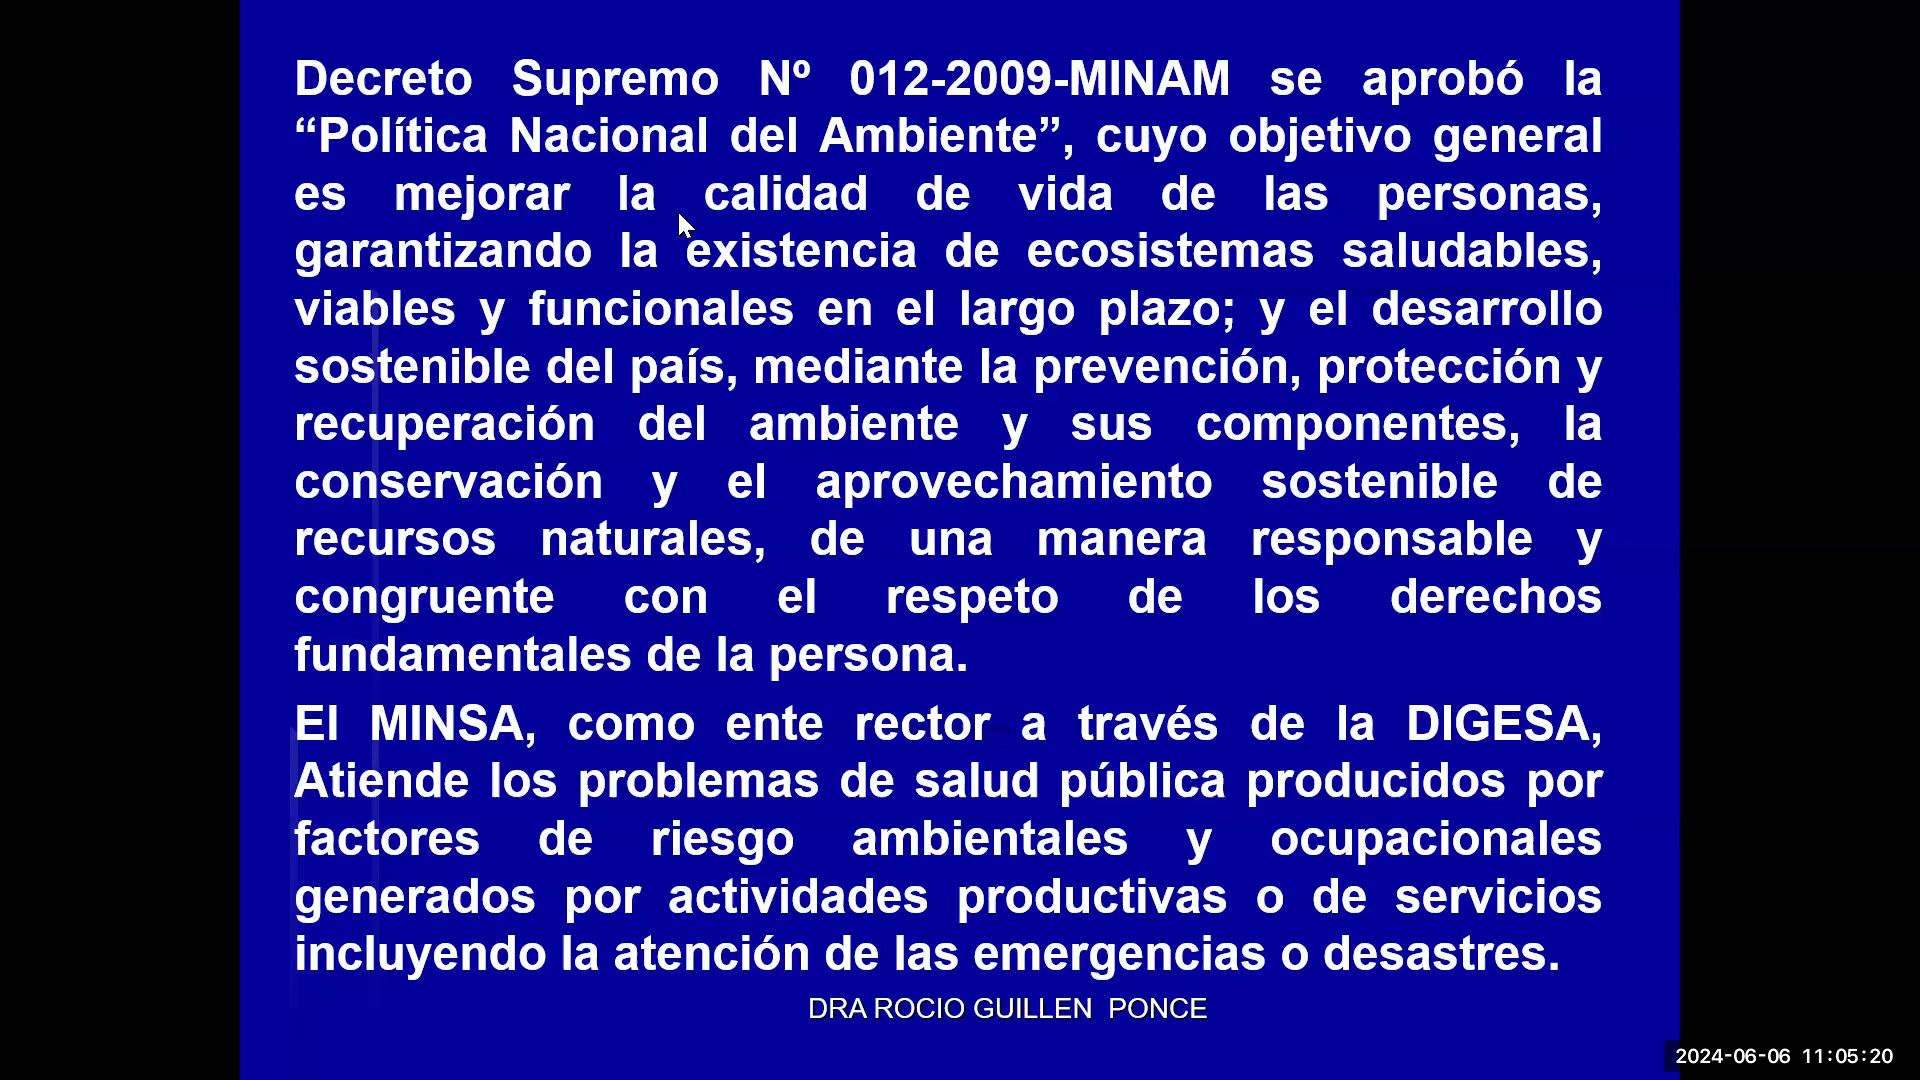 Decreto Supremo Nº 012-2009-MINAM se aprobó la
“Política Nacional del Ambiente”, cuyo objetivo general
es mejorar la calidad de vida de las personas,
garantizando la existencia de ecosistemas saludables,
viables y funcionales en el largo plazo; y el desarrollo
sostenible del país, mediante la prevención, protección y
recuperación del ambiente y sus componentes, la
conservación y el aprovechamiento sostenible de
recursos naturales, de una manera responsable y
congruente con el respeto de los derechos
fundamentales de la persona.
El MINSA, como ente rector a través de la DIGESA,
Atiende los problemas de salud pública producidos por
factores de riesgo ambientales y ocupacionales
generados por actividades productivas o de servicios
incluyendo la atención de las emergencias o desastres.
DRA ROCIO GUILLEN PONCE
2024-06-06 11:05:20